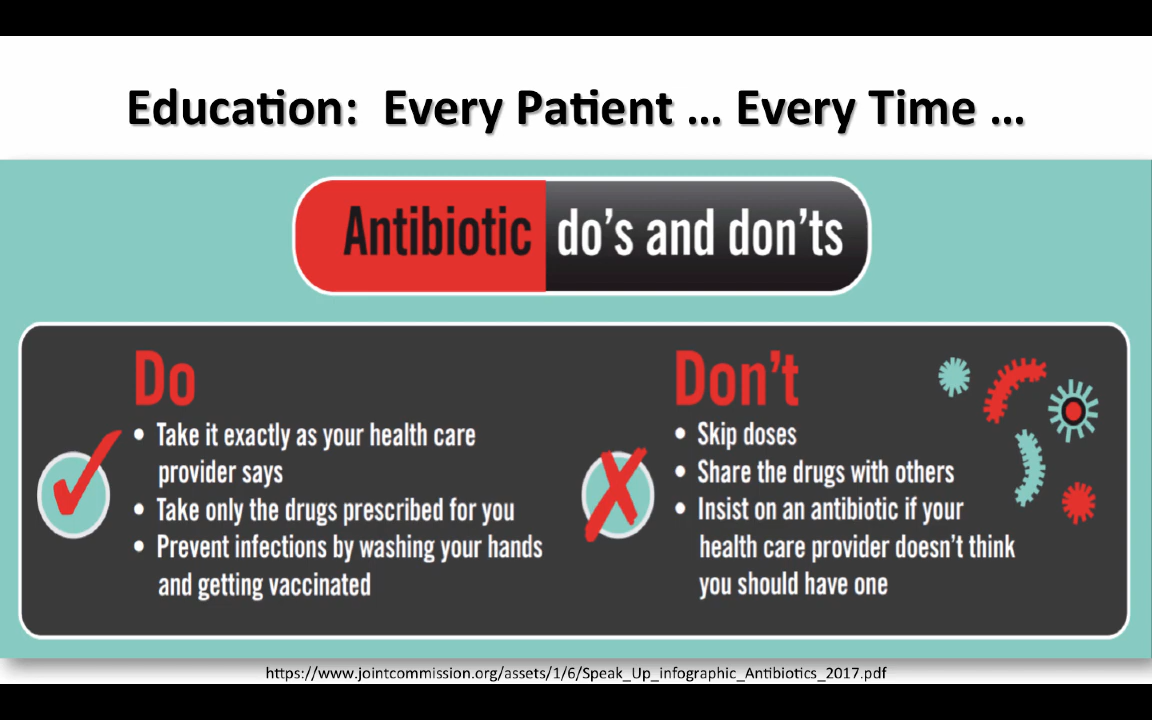 Education:  Every Patient … Every Time …
Antibiotic do's and don'ts
Do
• Take it exactly as your health care
provider says
• Take only the drugs prescribed for you
• Prevent infections by washing your hands
and getting vaccinated
Don't
• Skip doses
• Share the drugs with others
• Insist on an antibiotic if your
health care provider doesn't think
you should have one
https://www.jointcommission.org/assets/1/6/Speak_Up_infographic_Antibiotics_2017.pdf